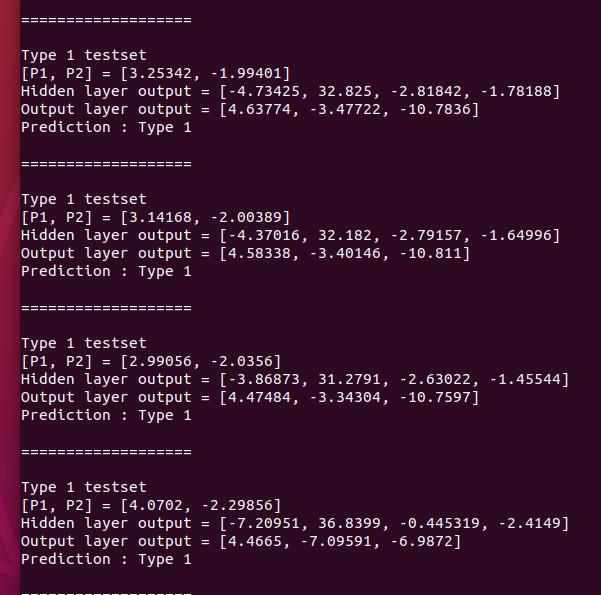 ===================
Type 1 testset
[P1, P2] = [3.25342, -1.99401]
Hidden layer output = [-4.73425, 32.825, -2.81842, -1.78188]
Output layer output = [4.63774, -3.47722, -10.7836]
Prediction : Type 1
===================
Type 1 testset
[P1, P2] = [3.14168, -2.00389]
Hidden layer output = [-4.37016, 32.182, -2.79157, -1.64996]
Output layer output = [4.58338, -3.40146, -10.811]
Prediction : Type 1
===================
Type 1 testset
[P1, P2] = [2.99056, -2.0356]
Hidden layer output = [-3.86873, 31.2791, -2.63022, -1.45544]
Output layer output = [4.47484, -3.34304, -10.7597]
Prediction : Type 1
===================
Type 1 testset
[P1, P2] = [4.0702, -2.29856]
Hidden layer output = [-7.20951, 36.8399, -0.445319, -2.4149]
Output layer output = [4.4665, -7.09591, -6.9872]
Prediction : Type 1
===================